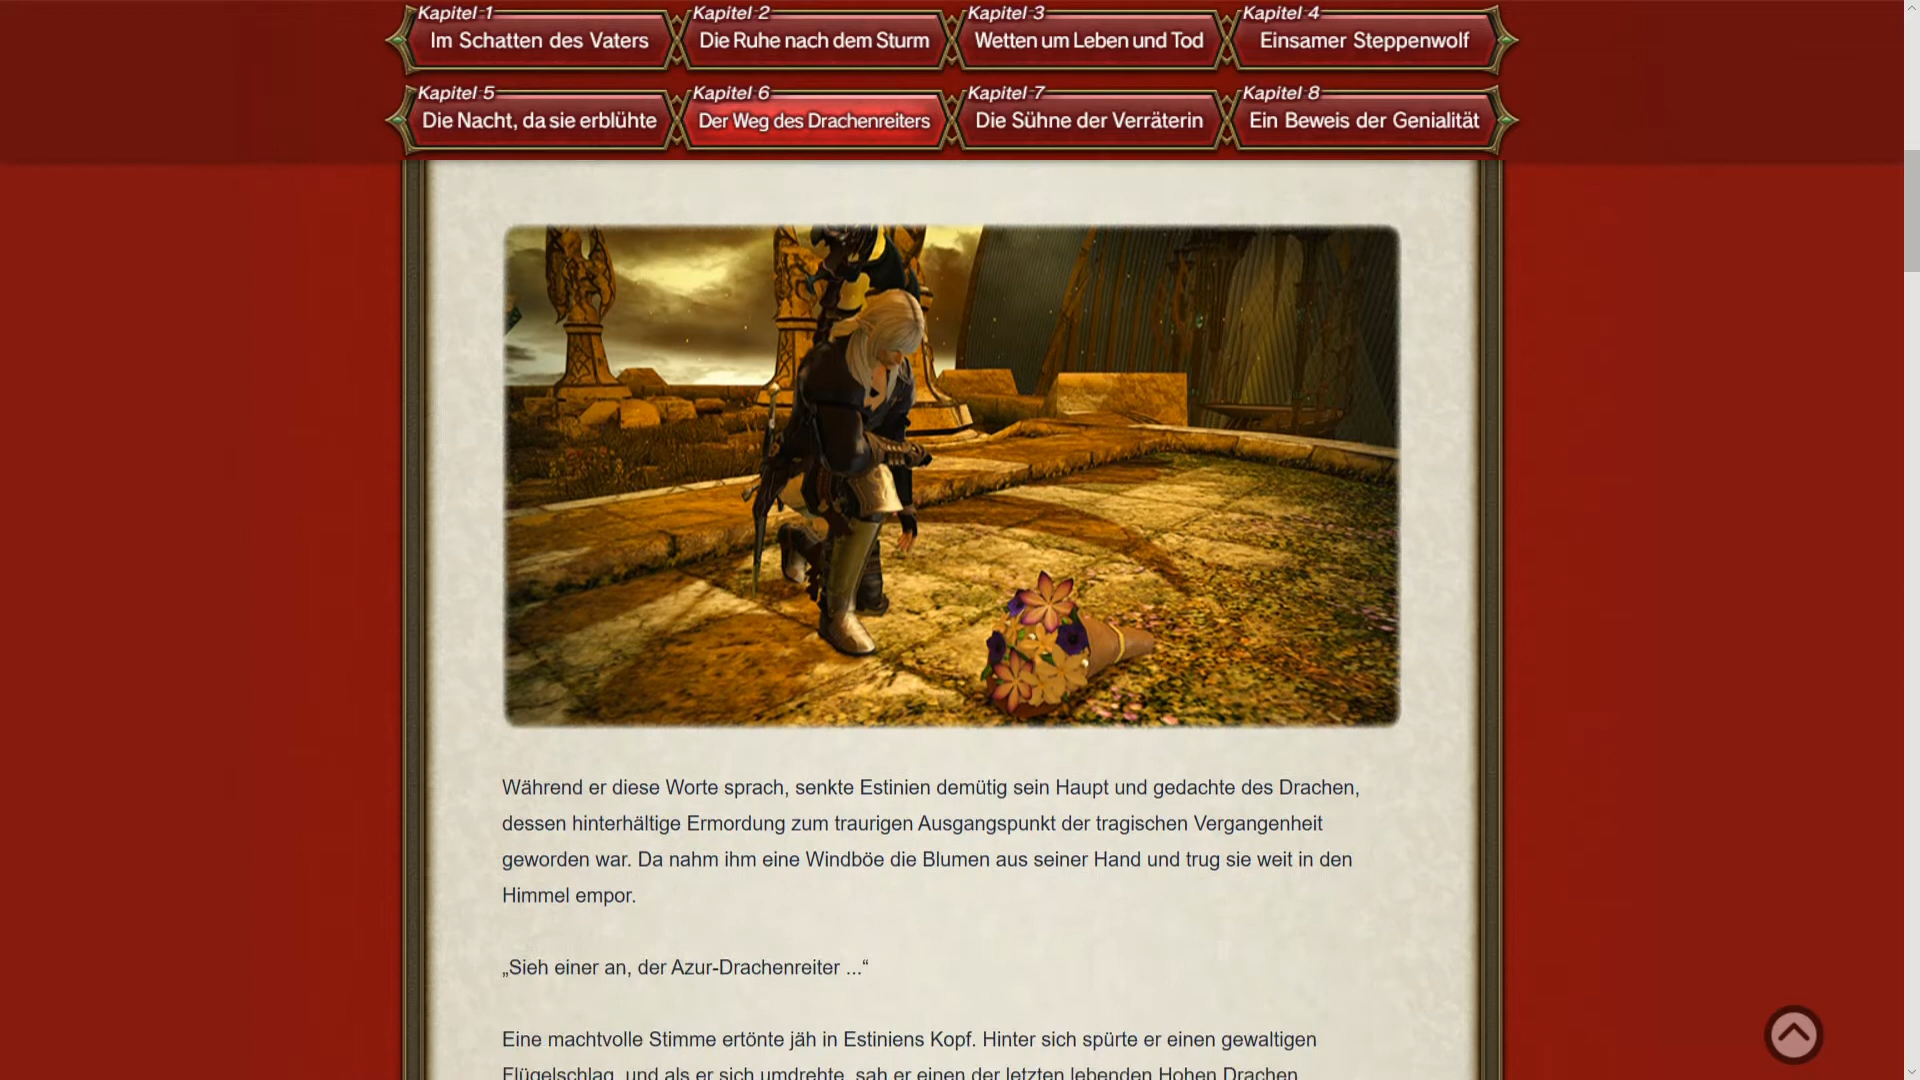 Kapitel 1
Im Schatten des Vaters
Kapitel 2
Die Ruhe nach dem Sturm
Kapitel 3
Wetten um Leben und Tod
Kapitel 4
Einsamer Steppenwolf
Kapitel 5
Die Nacht, da sie erblühte
Kapitel 6
Der Weg des Drachenreiters
Kapitel 7
Die Sühne der Verräterin
Kapitel 8
Ein Beweis der Genialität
Während er diese Worte sprach, senkte Estinien demütig sein Haupt und gedachte des Drachen,
dessen hinterhältige Ermordung zum traurigen Ausgangspunkt der tragischen Vergangenheit
geworden war. Da nahm ihm eine Windböe die Blumen aus seiner Hand und trug sie weit in den
Himmel empor.
„Sieh einer an, der Azur-Drachenreiter ...“
Eine machtvolle Stimme ertönte jäh in Estiniens Kopf. Hinter sich spürte er einen gewaltigen
Flügelschlag, und als er sich umdrehte, sah er einen der letzten lebenden Hohen Drachen